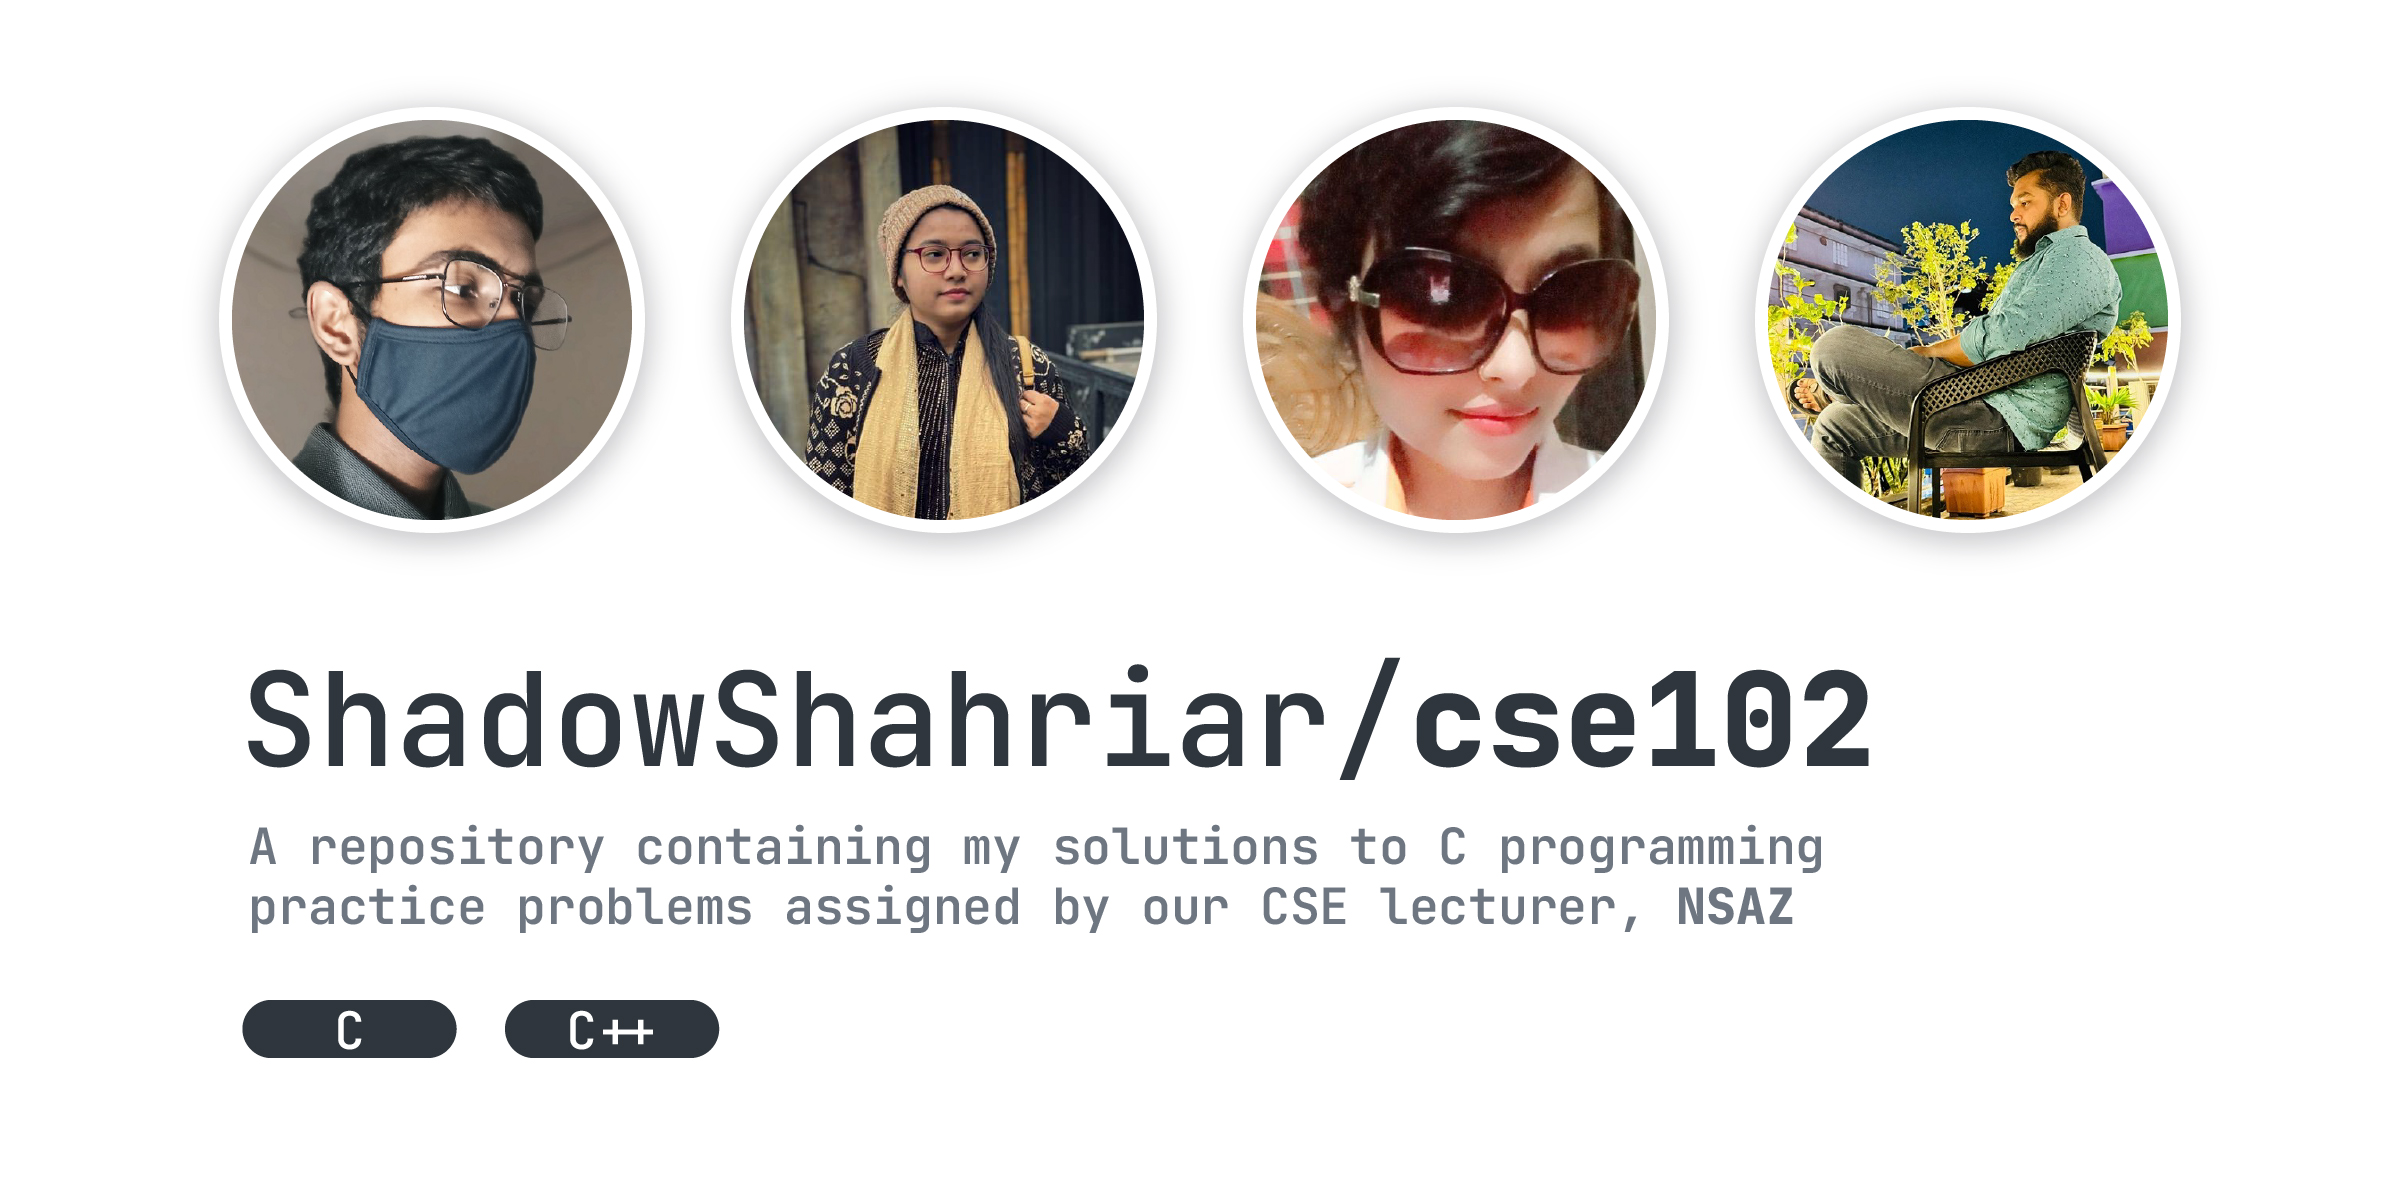 ShadowShahriar/cse102
A repository containing my solutions to C programming
practice problems assigned by our CSE lecturer, NSAZ
C
C++